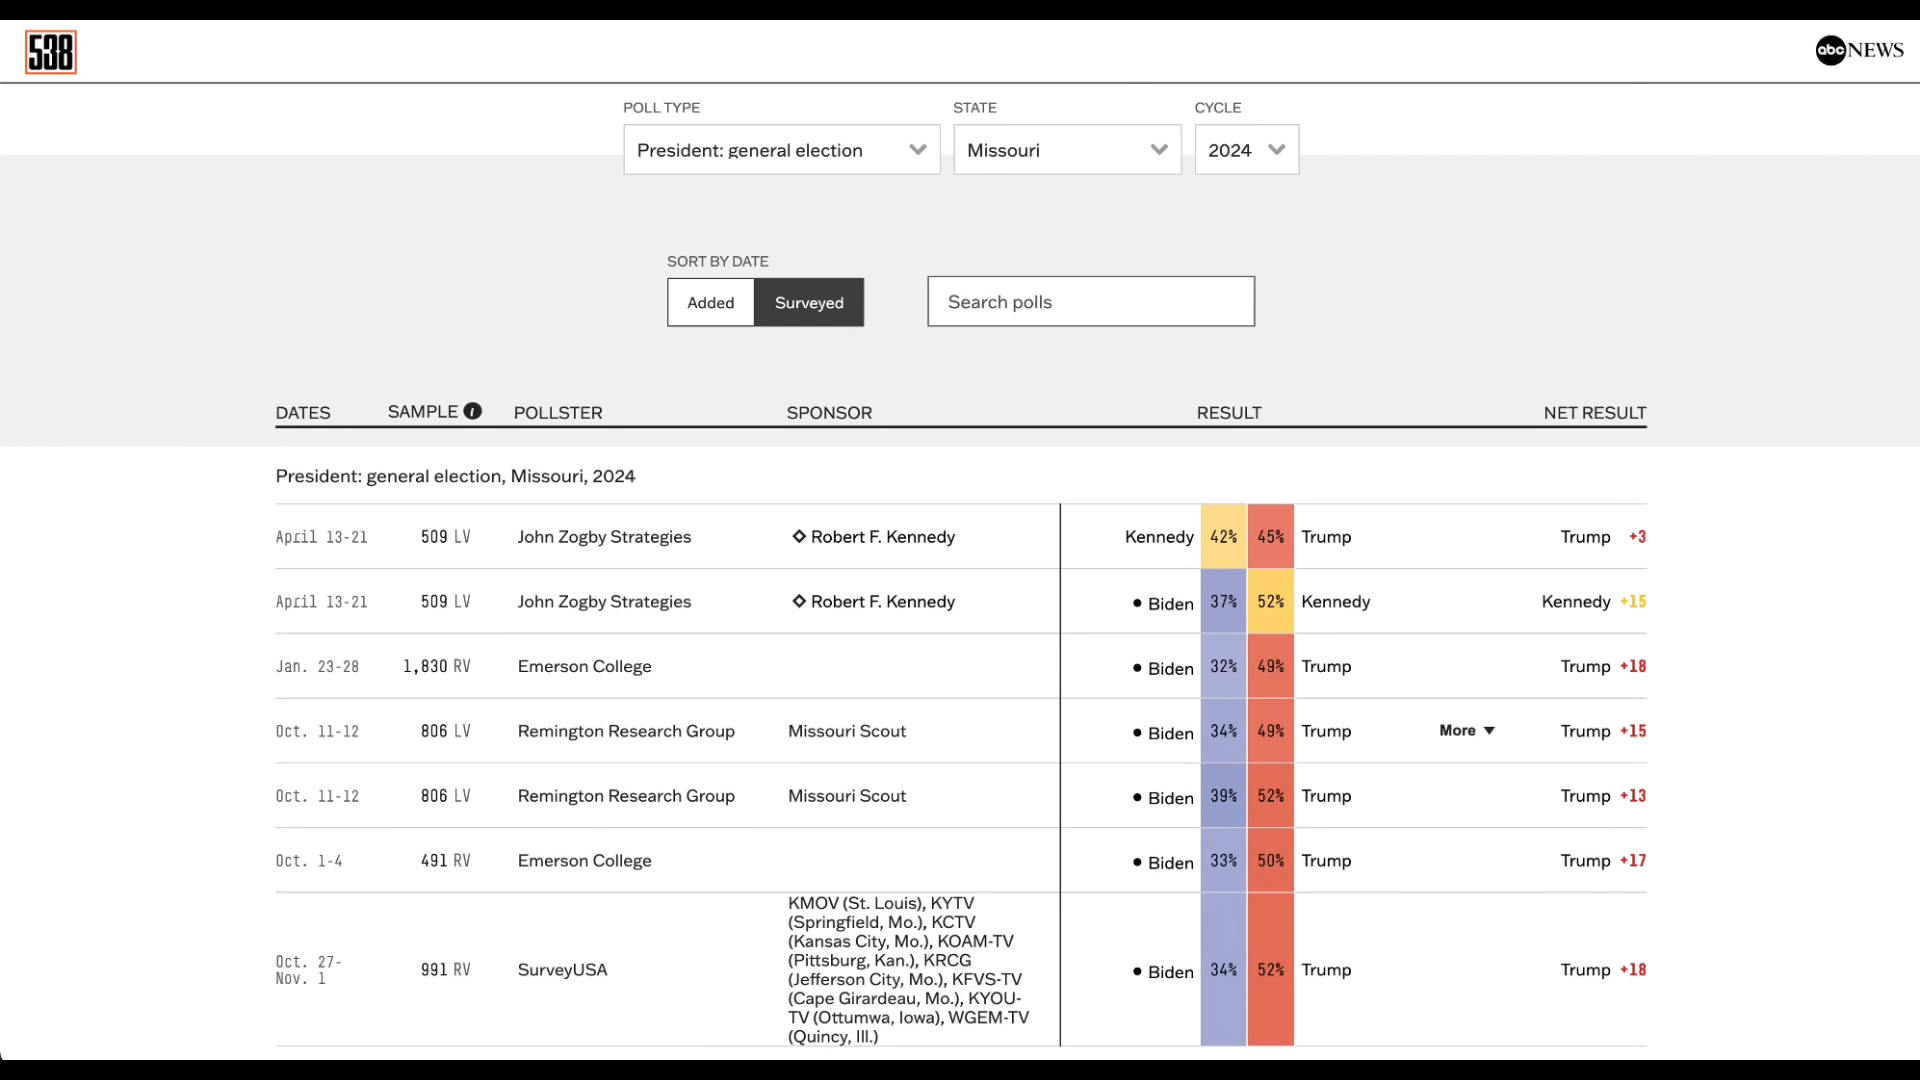 538
abc NEWS
POLL TYPE STATE CYCLE
President: general election Missouri 2024
SORT BY DATE
Added Surveyed Search polls
DATES SAMPLE i POLLSTER SPONSOR RESULT NET RESULT
President: general election, Missouri, 2024
April 13-21 509 LV John Zogby Strategies Robert F. Kennedy Kennedy 42% 45% Trump Trump +3
April 13-21 509 LV John Zogby Strategies Robert F. Kennedy Biden 37% 52% Kennedy Kennedy +15
Jan. 23-28 1,830 RV Emerson College Biden 32% 49% Trump Trump +18
Oct. 11-12 806 LV Remington Research Group Missouri Scout Biden 34% 49% Trump More Trump +15
Oct. 11-12 806 LV Remington Research Group Missouri Scout Biden 39% 52% Trump Trump +13
Oct. 1-4 491 RV Emerson College Biden 33% 50% Trump Trump +17
Oct. 27-
Nov. 1
991 RV SurveyUSA
KMOV (St. Louis), KYTV
(Springfield, Mo.), KCTV
(Kansas City, Mo.), KOAM-TV
(Pittsburg, Kan.), KRCG
(Jefferson City, Mo.), KFVS-TV
(Cape Girardeau, Mo.), KYOU-
TV (Ottumwa, Iowa), WGEM-TV
(Quincy, Ill.)
Biden 34% 52% Trump Trump +18